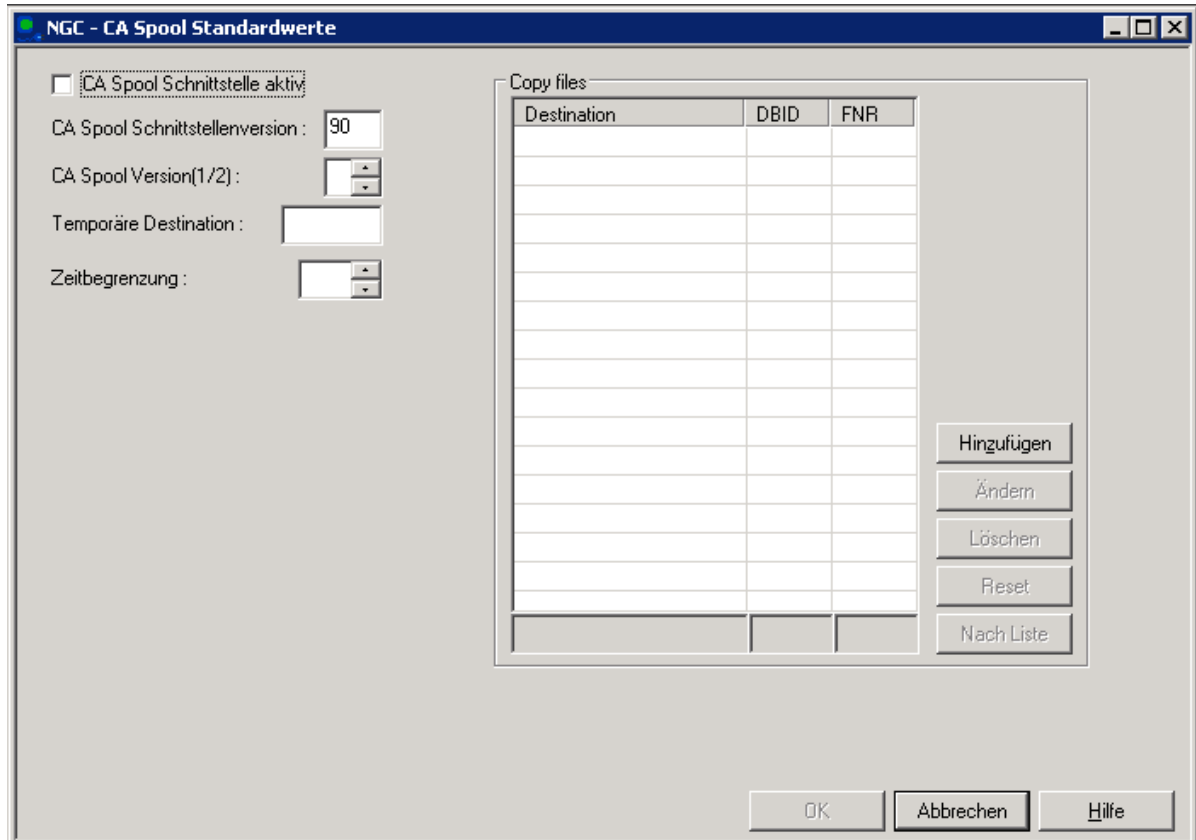 NGC - CA Spool Standardwerte
CA Spool Schnittstelle aktiv
CA Spool Schnittstellenversion : 90
CA Spool Version(1/2) :
Temporäre Destination :
Zeitbegrenzung :
Copy files
Destination DBID FNR
Hinzufügen
Ändern
Löschen
Reset
Nach Liste
OK Abbrechen Hilfe